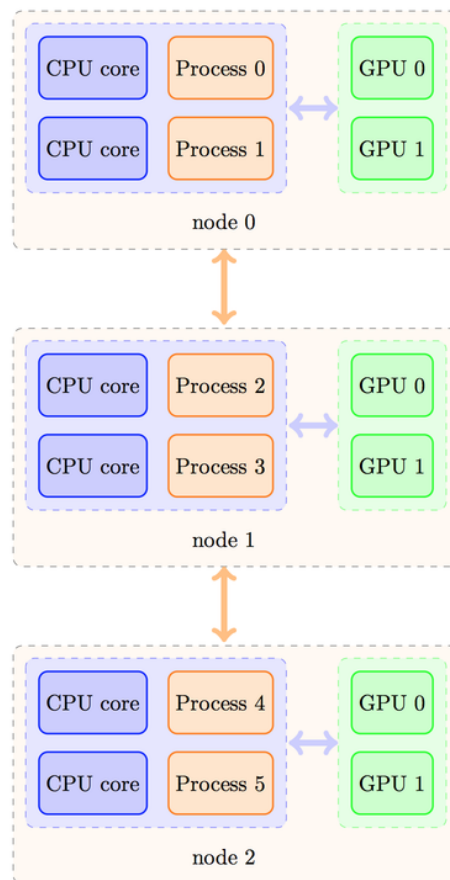 CPU core Process 0 GPU 0
CPU core Process 1 GPU 1
node 0
CPU core Process 2 GPU 0
CPU core Process 3 GPU 1
node 1
CPU core Process 4 GPU 0
CPU core Process 5 GPU 1
node 2